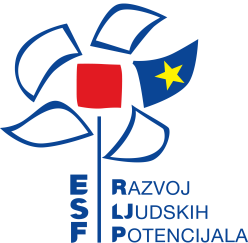 ESF
RAZVOJ
LJUDSKIH
POTENCIJALA